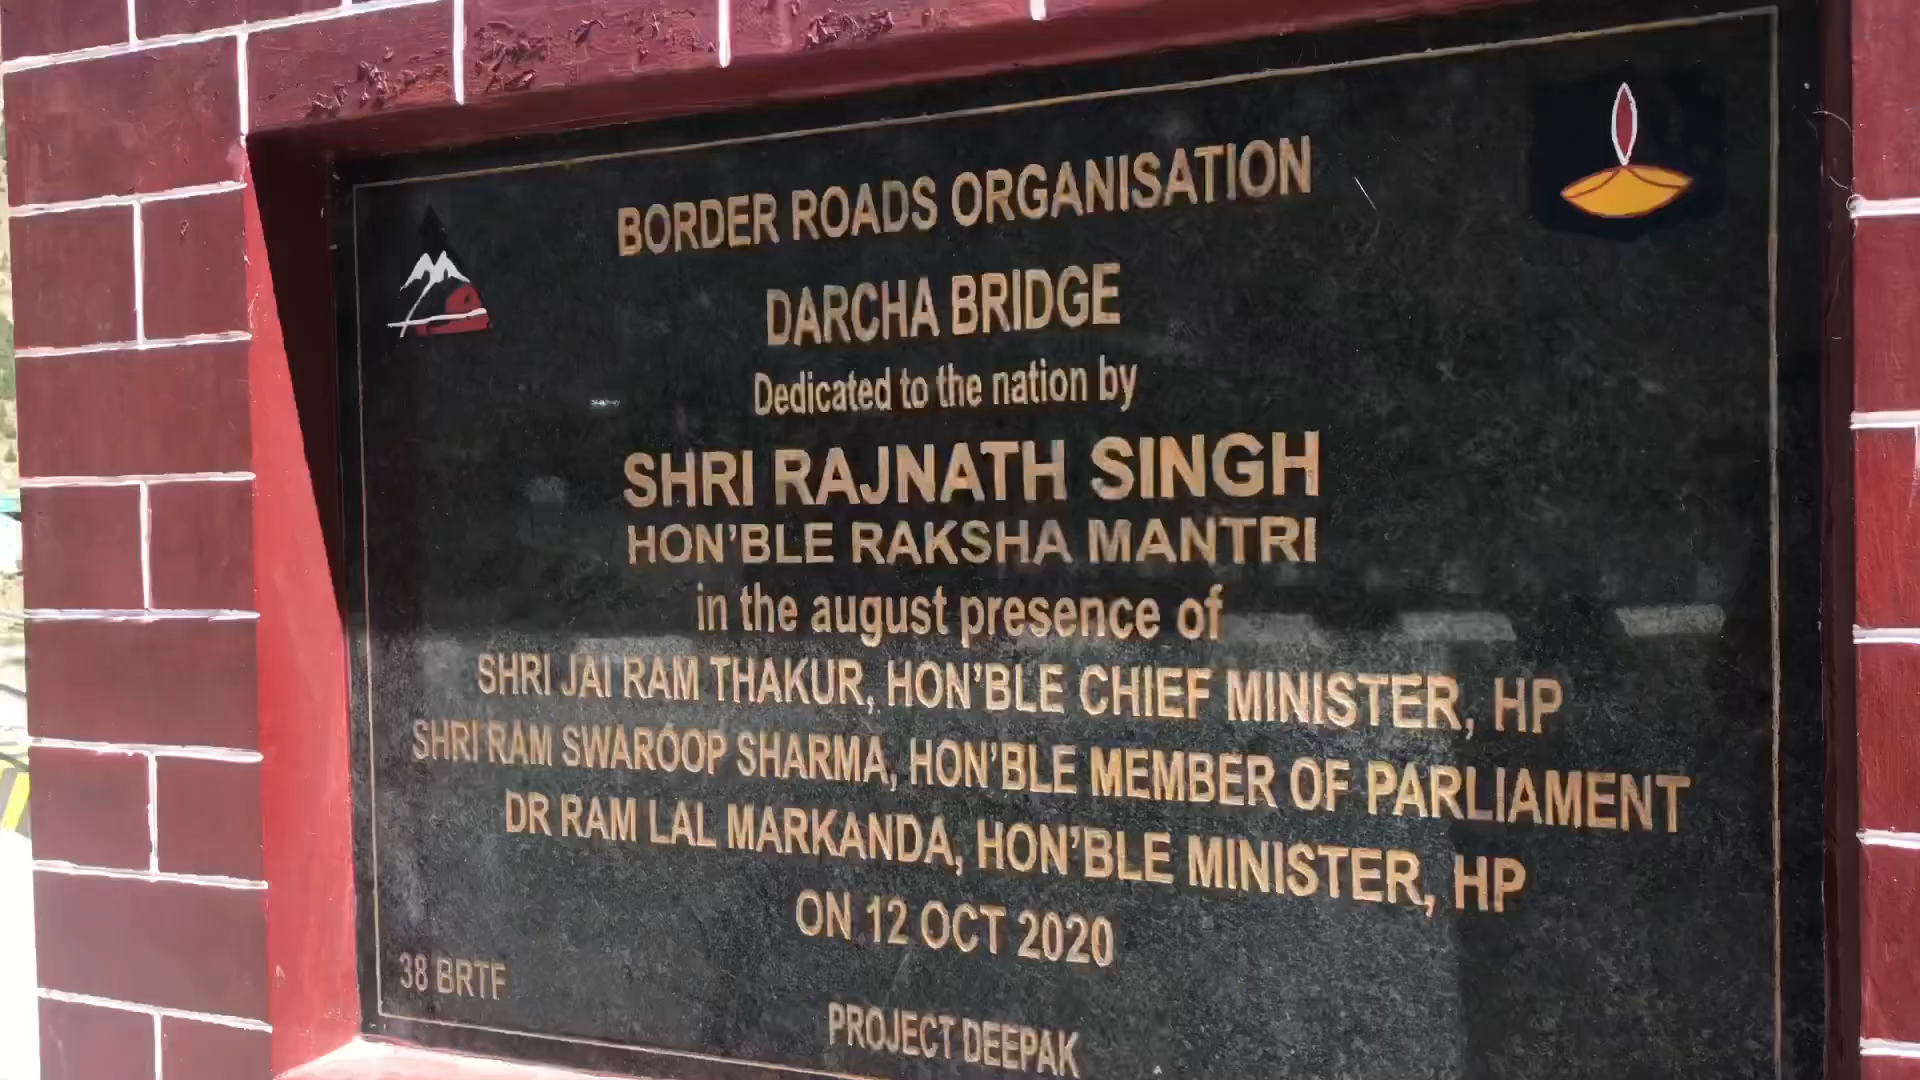 BORDER ROADS ORGANISATION
DARCHA BRIDGE
Dedicated to the nation by
SHRI RAJNATH SINGH
HON'BLE RAKSHA MANTRI
in the august presence of
SHRI JAI RAM THAKUR, HON'BLE CHIEF MINISTER, HP
SHRI RAM SWAROOP SHARMA, HON'BLE MEMBER OF PARLIAMENT
DR RAM LAL MARKANDA, HON'BLE MINISTER, HP
ON 12 OCT 2020
38 BRTF
PROJECT DEEPAK